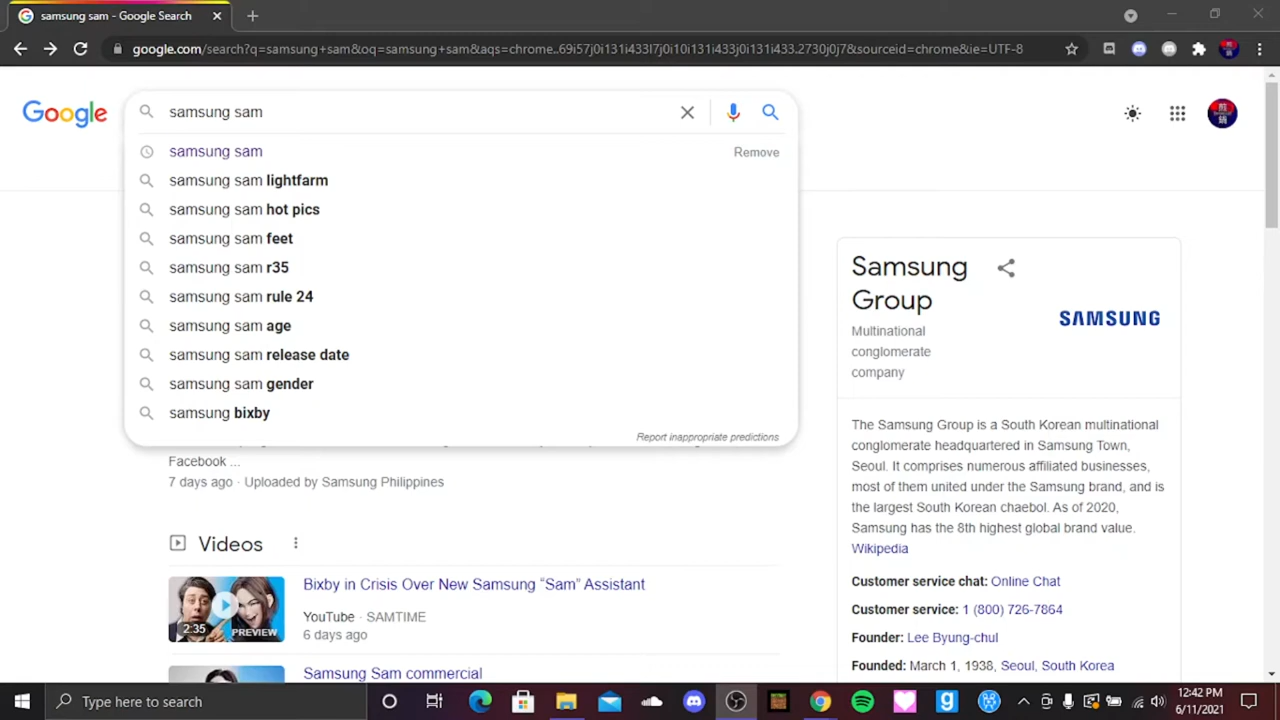 samsung sam - Google Search
google.com/search?q=samsung+sam&oq=samsung+sam&aqs=chrome..69i57j0i131i433l7j0i10i131i433j0i131i433.2730j0j7&sourceid=chrome&ie=UTF-8
Google
samsung sam
samsung sam
Remove
samsung sam lightfarm
samsung sam hot pics
samsung sam feet
samsung sam r35
samsung sam rule 24
samsung sam age
samsung sam release date
samsung sam gender
samsung bixby
Report inappropriate predictions
Facebook ...
7 days ago · Uploaded by Samsung Philippines
Videos
2:35
PREVIEW
Bixby in Crisis Over New Samsung “Sam” Assistant
YouTube · SAMTIME
6 days ago
Samsung Sam commercial
Samsung
Group
Multinational
conglomerate
company
SAMSUNG
The Samsung Group is a South Korean multinational
conglomerate headquartered in Samsung Town,
Seoul. It comprises numerous affiliated businesses,
most of them united under the Samsung brand, and is
the largest South Korean chaebol. As of 2020,
Samsung has the 8th highest global brand value.
Wikipedia
Customer service chat: Online Chat
Customer service: 1 (800) 726-7864
Founder: Lee Byung-chul
Founded: March 1, 1938, Seoul, South Korea
Type here to search
12:42 PM
6/11/2021